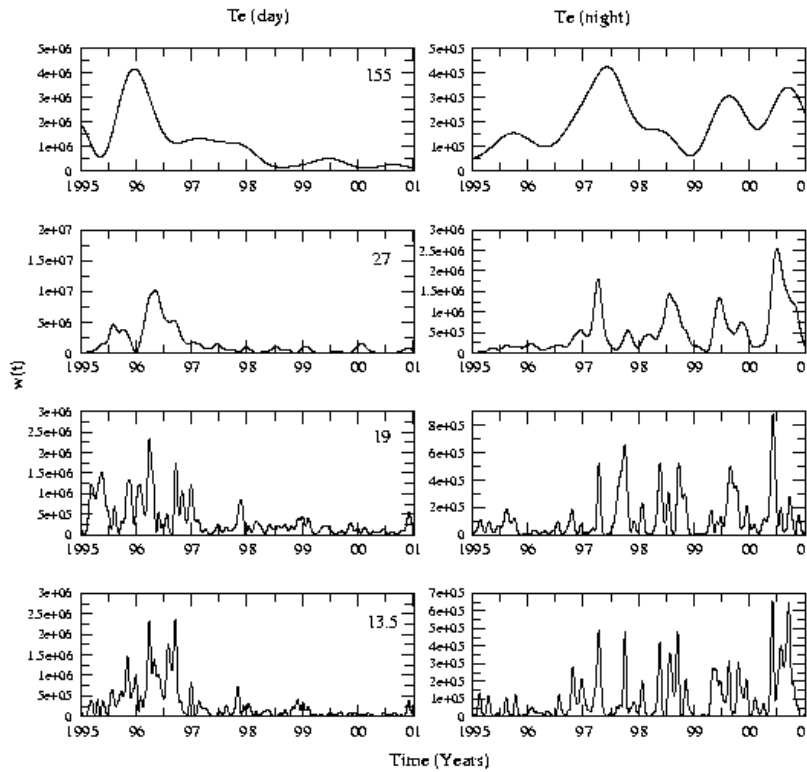 Te (day) Te (night)
5e+06 5e+05
4e+06 4e+05
155
3e+06 3e+05
2e+06 2e+05
1e+06 1e+05
0 0
1995 96 97 98 99 00 01 1995 96 97 98 99 00 0
2e+07 3e+06
2.5e+06
27
1.5e+07 2e+06
1e+07 1.5e+06
1e+06
5e+06 5e+05
0 0
1995 96 97 98 99 00 01 1995 96 97 98 99 00 0
w(t)
3e+06
2.5e+06 8e+05
19
2e+06 6e+05
1.5e+06 4e+05
1e+06
5e+05 2e+05
0 0
1995 96 97 98 99 00 01 1995 96 97 98 99 00 0
3e+06 7e+05
2.5e+06 6e+05
13.5
2e+06 5e+05
1.5e+06 4e+05
3e+05
1e+06 2e+05
5e+05 1e+05
0 0
1995 96 97 98 99 00 01 1995 96 97 98 99 00 0
Time (Years)